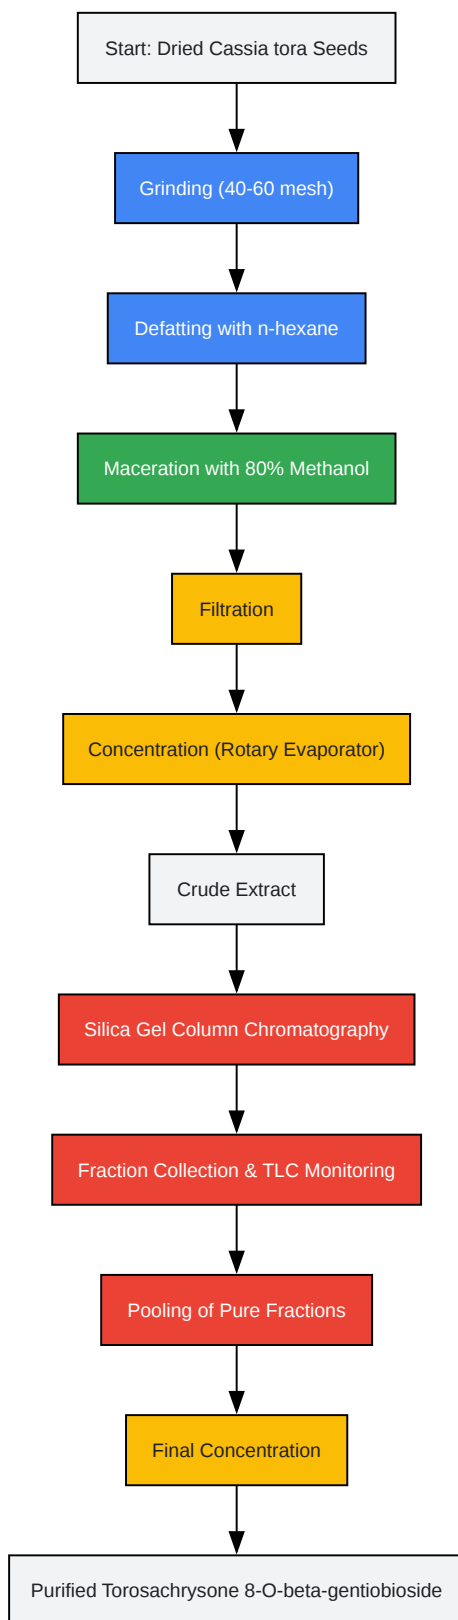 Start: Dried Cassia tora Seeds
Grinding (40-60 mesh)
Defatting with n-hexane
Maceration with 80% Methanol
Filtration
Concentration (Rotary Evaporator)
Crude Extract
Silica Gel Column Chromatography
Fraction Collection & TLC Monitoring
Pooling of Pure Fractions
Final Concentration
Purified Torosachrysone 8-O-beta-gentiobioside